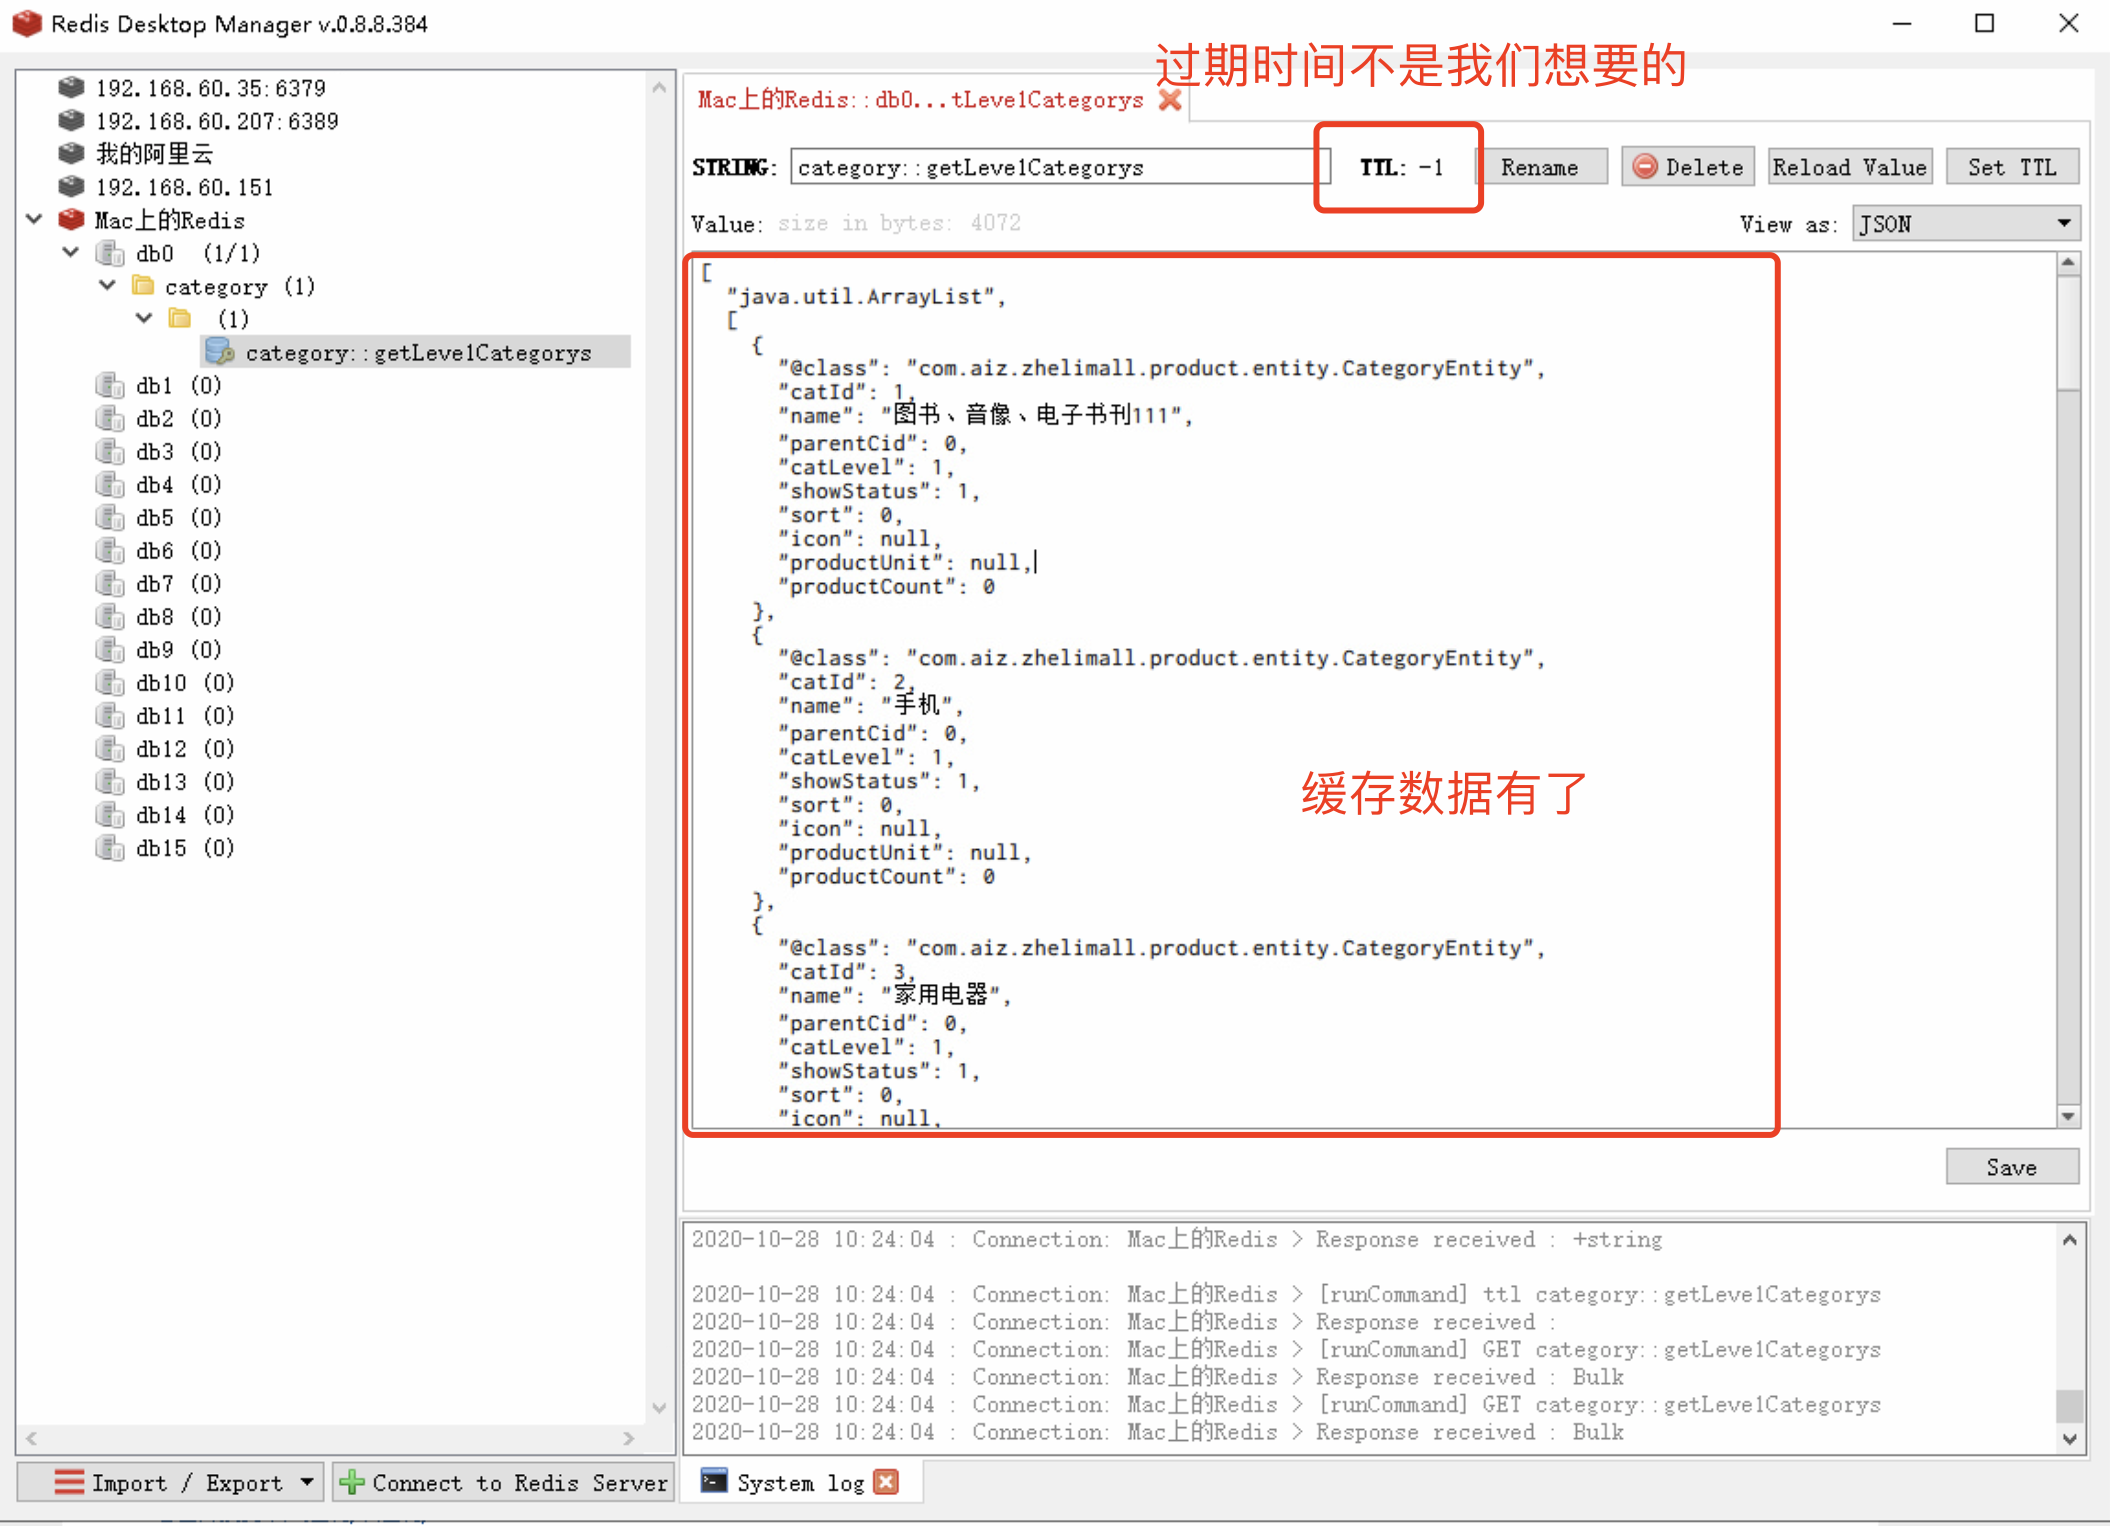 Redis Desktop Manager v.0.8.8.384
过期时间不是我们想要的
192.168.60.35:6379
192.168.60.207:6389
我的阿里云
192.168.60.151
Mac上的Redis
db0 (1/1)
category (1)
(1)
category::getLevelCategorys
db1 (0)
db2 (0)
db3 (0)
db4 (0)
db5 (0)
db6 (0)
db7 (0)
db8 (0)
db9 (0)
db10 (0)
db11 (0)
db12 (0)
db13 (0)
db14 (0)
db15 (0)
Import / Export
Connect to Redis Server
Mac上的Redis::db0...tLevelCategorys
STRING: category::getLevelCategorys TTL: -1 Rename Delete Reload Value Set TTL
Value: size in bytes: 4072 View as: JSON
[
"java.util.ArrayList",
[
{
"@class": "com.aiz.zhelimall.product.entity.CategoryEntity",
"catId": 1,
"name": "图书、音像、电子书刊111",
"parentCid": 0,
"catLevel": 1,
"showStatus": 1,
"sort": 0,
"icon": null,
"productUnit": null,
"productCount": 0
},
{
"@class": "com.aiz.zhelimall.product.entity.CategoryEntity",
"catId": 2,
"name": "手机",
"parentCid": 0,
"catLevel": 1,
"showStatus": 1,
"sort": 0,
"icon": null,
"productUnit": null,
"productCount": 0
},
{
"@class": "com.aiz.zhelimall.product.entity.CategoryEntity",
"catId": 3,
"name": "家用电器",
"parentCid": 0,
"catLevel": 1,
"showStatus": 1,
"sort": 0,
"icon": null,
缓存数据有了
Save
2020-10-28 10:24:04 : Connection: Mac上的Redis > Response received : +string
2020-10-28 10:24:04 : Connection: Mac上的Redis > [runCommand] ttl category::getLevelCategorys
2020-10-28 10:24:04 : Connection: Mac上的Redis > Response received :
2020-10-28 10:24:04 : Connection: Mac上的Redis > [runCommand] GET category::getLevelCategorys
2020-10-28 10:24:04 : Connection: Mac上的Redis > Response received : Bulk
2020-10-28 10:24:04 : Connection: Mac上的Redis > [runCommand] GET category::getLevelCategorys
2020-10-28 10:24:04 : Connection: Mac上的Redis > Response received : Bulk
System log